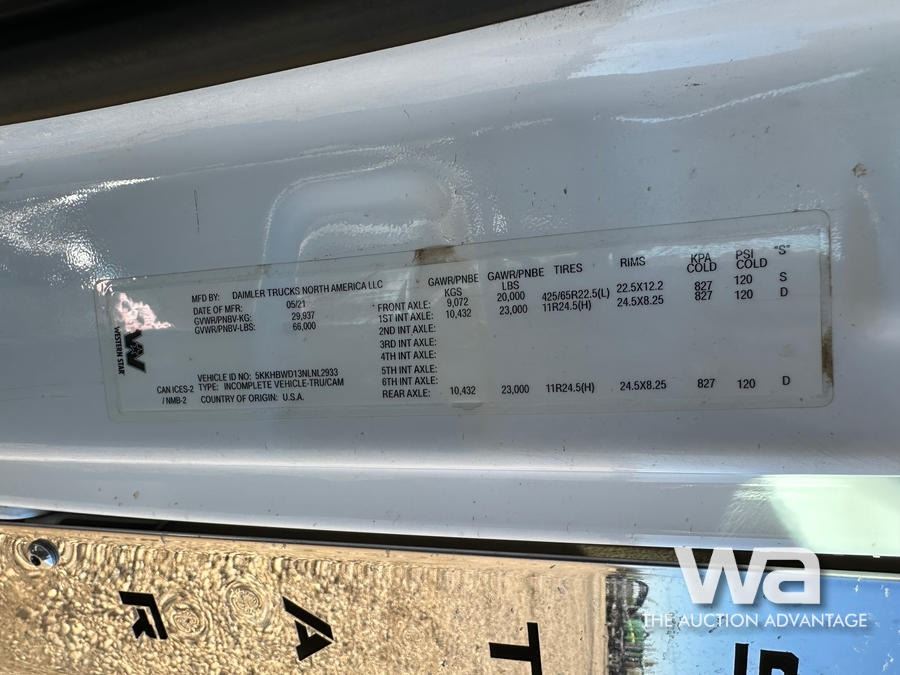 GAWR/PNBE GAWR/PNBE TIRES RIMS KPA PSI "S"
KGS LBS COLD COLD
MFD BY: DAIMLER TRUCKS NORTH AMERICA LLC
DATE OF MFR: 05/21 FRONT AXLE: 9,072 20,000 425/65R22.5(L) 22.5X12.2 827 120 S
GVWR/PNBV-KG: 29,937 1ST INT AXLE: 10,432 23,000 11R24.5(H) 24.5X8.25 827 120 D
GVWR/PNBV-LBS: 66,000 2ND INT AXLE:
3RD INT AXLE:
4TH INT AXLE:
VEHICLE ID: 5KKHBWD13NLNL2933 5TH INT AXLE:
CAN ICES-2 TYPE: INCOMPLETE VEHICLE-TRU/CAM 6TH INT AXLE:
/ NMB-2 COUNTRY OF ORIGIN: U.S.A. REAR AXLE: 10,432 23,000 11R24.5(H) 24.5X8.25 827 120 D
WESTERN STAR
R A T S
wa
THE AUCTION ADVANTAGE